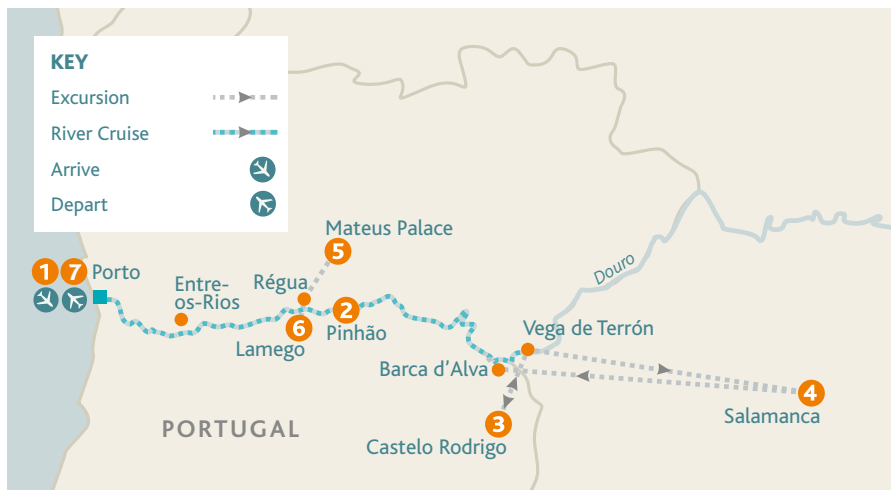 KEY
Excursion
River Cruise
Arrive
Depart
Mateus Palace
5
1 7 Porto
Entre-
os-Rios
Régua
Douro
6
2
Lamego
Pinhão
Vega de Terrón
Barca d'Alva
4
Salamanca
3
Castelo Rodrigo
PORTUGAL